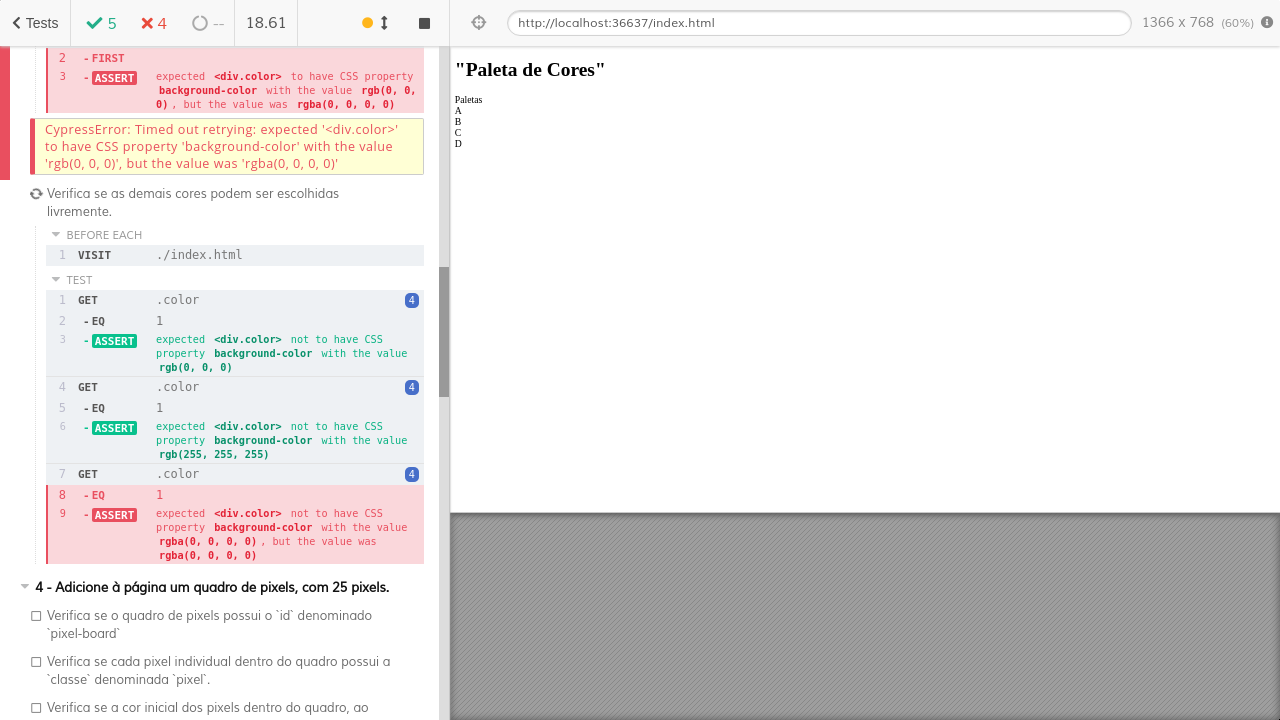 Tests 5 4 -- 18.61 http://localhost:36637/index.html 1366 x 768 (60%)
2 - FIRST
3 - ASSERT expected <div.color> to have CSS property
background-color with the value rgb(0, 0,
0), but the value was rgba(0, 0, 0, 0)
CypressError: Timed out retrying: expected '<div.color>'
to have CSS property 'background-color' with the value
'rgb(0, 0, 0)', but the value was 'rgba(0, 0, 0, 0)'
Verifica se as demais cores podem ser escolhidas
livremente.
BEFORE EACH
1 VISIT ./index.html
TEST
1 GET .color 4
2 - EQ 1
3 - ASSERT expected <div.color> not to have CSS
property background-color with the value
rgb(0, 0, 0)
4 GET .color 4
5 - EQ 1
6 - ASSERT expected <div.color> not to have CSS
property background-color with the value
rgb(255, 255, 255)
7 GET .color 4
8 - EQ 1
9 - ASSERT expected <div.color> not to have CSS
property background-color with the value
rgba(0, 0, 0, 0), but the value was
rgba(0, 0, 0, 0)
4 - Adicione à página um quadro de pixels, com 25 pixels.
Verifica se o quadro de pixels possui o `id` denominado
`pixel-board`
Verifica se cada pixel individual dentro do quadro possui a
`classe` denominada `pixel`.
Verifica se a cor inicial dos pixels dentro do quadro, ao
"Paleta de Cores"
Paletas
A
B
C
D